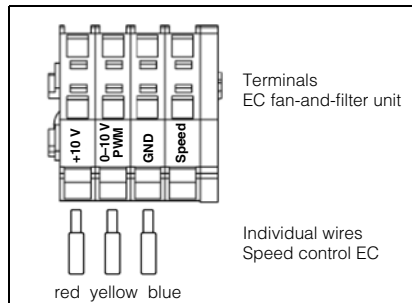 Terminals
EC fan-and-filter unit
+10 V
0–10 V
PWM
GND
Speed
Individual wires
Speed control EC
red yellow blue